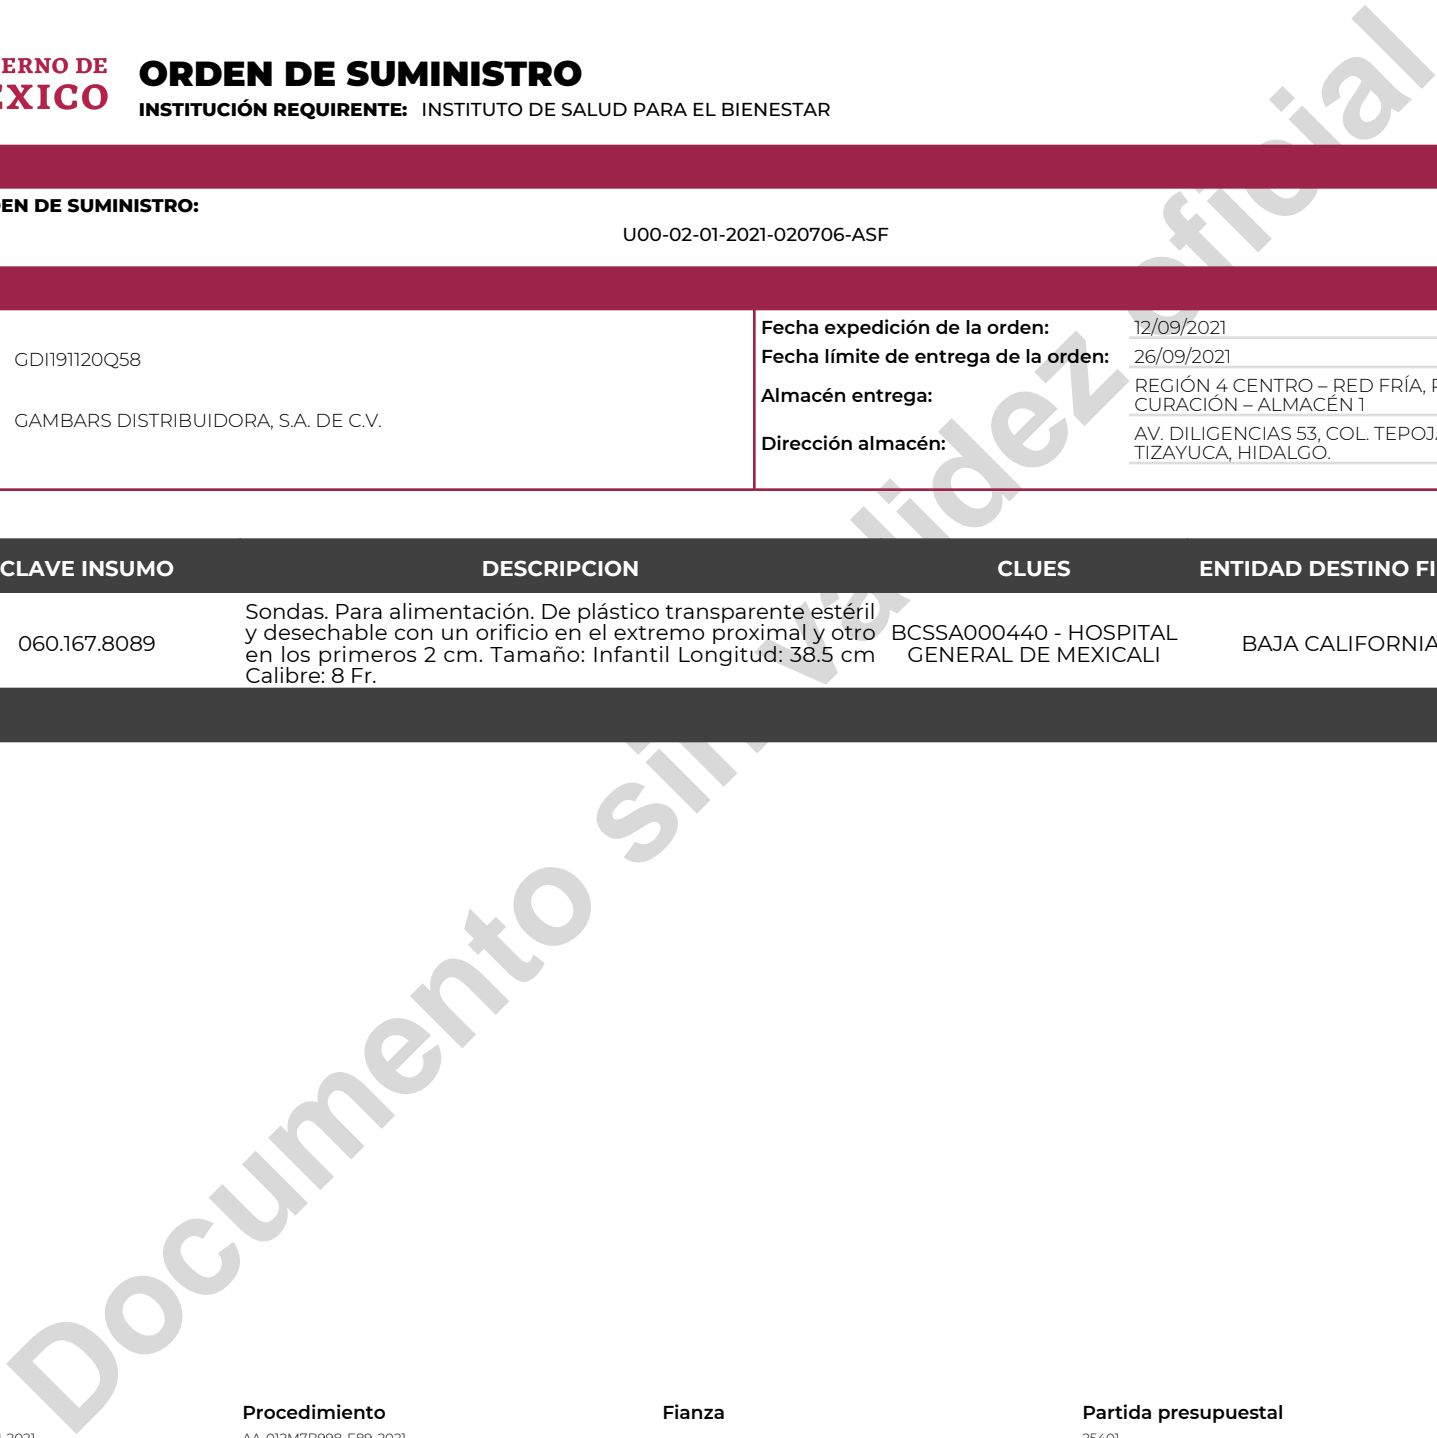 ORDEN DE SUMINISTRO
INSTITUCIÓN REQUIRENTE: INSTITUTO DE SALUD PARA EL BIENESTAR
DE SUMINISTRO:
U00-02-01-2021-020706-ASF
GDI191120Q58
GAMBARS DISTRIBUIDORA, S.A. DE C.V.
Fecha expedición de la orden: 12/09/2021
Fecha límite de entrega de la orden: 26/09/2021
Almacén entrega: REGIÓN 4 CENTRO – RED FRÍA,
CURACIÓN – ALMACÉN 1
Dirección almacén: AV. DILIGENCIAS 53, COL.
TIZAYUCA, HIDALGO.
CLAVE INSUMO DESCRIPCION CLUES ENTIDAD DESTINO
060.167.8089
Sondas. Para alimentación. De plástico transparente estéril
y desechable con un orificio en el extremo proximal y otro
en los primeros 2 cm. Tamaño: Infantil Longitud: 38.5 cm
Calibre: 8 Fr.
BCSSA000440 - HOSPITAL
GENERAL DE MEXICALI
BAJA CALIFORNIA
Documento sin validez oficial
Procedimiento Fianza Partida presupuestal